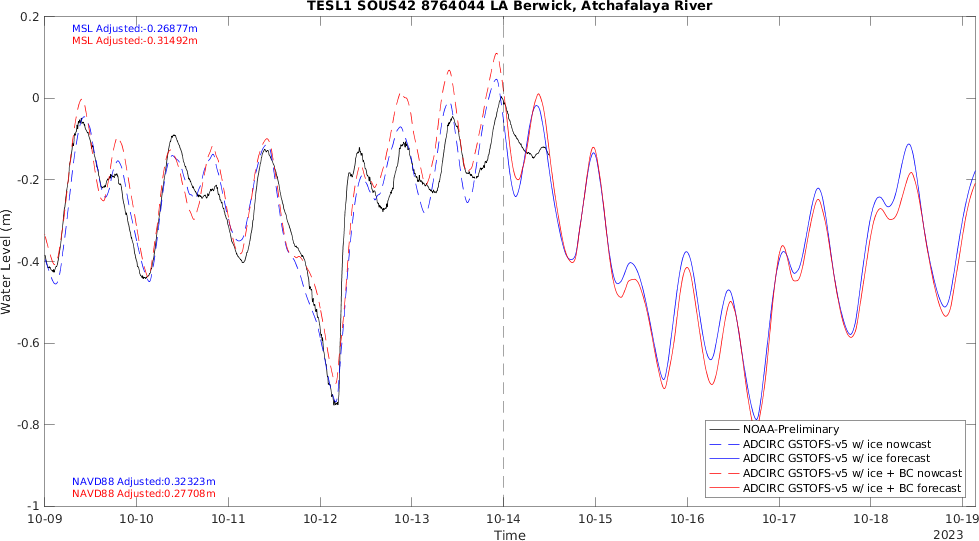 TESL1 SOUS42 8764044 LA Berwick, Atchafalaya River
MSL Adjusted:-0.26877m
MSL Adjusted:-0.31492m
0.2
0
-0.2
-0.4
-0.6
-0.8
-1
Water Level (m)
NAVD88 Adjusted:0.32323m
NAVD88 Adjusted:0.27708m
NOAA-Preliminary
ADCIRC GSTOFS-v5 w/ ice nowcast
ADCIRC GSTOFS-v5 w/ ice forecast
ADCIRC GSTOFS-v5 w/ ice + BC nowcast
ADCIRC GSTOFS-v5 w/ ice + BC forecast
10-09 10-10 10-11 10-12 10-13 10-14 10-15 10-16 10-17 10-18 10-19
Time
2023